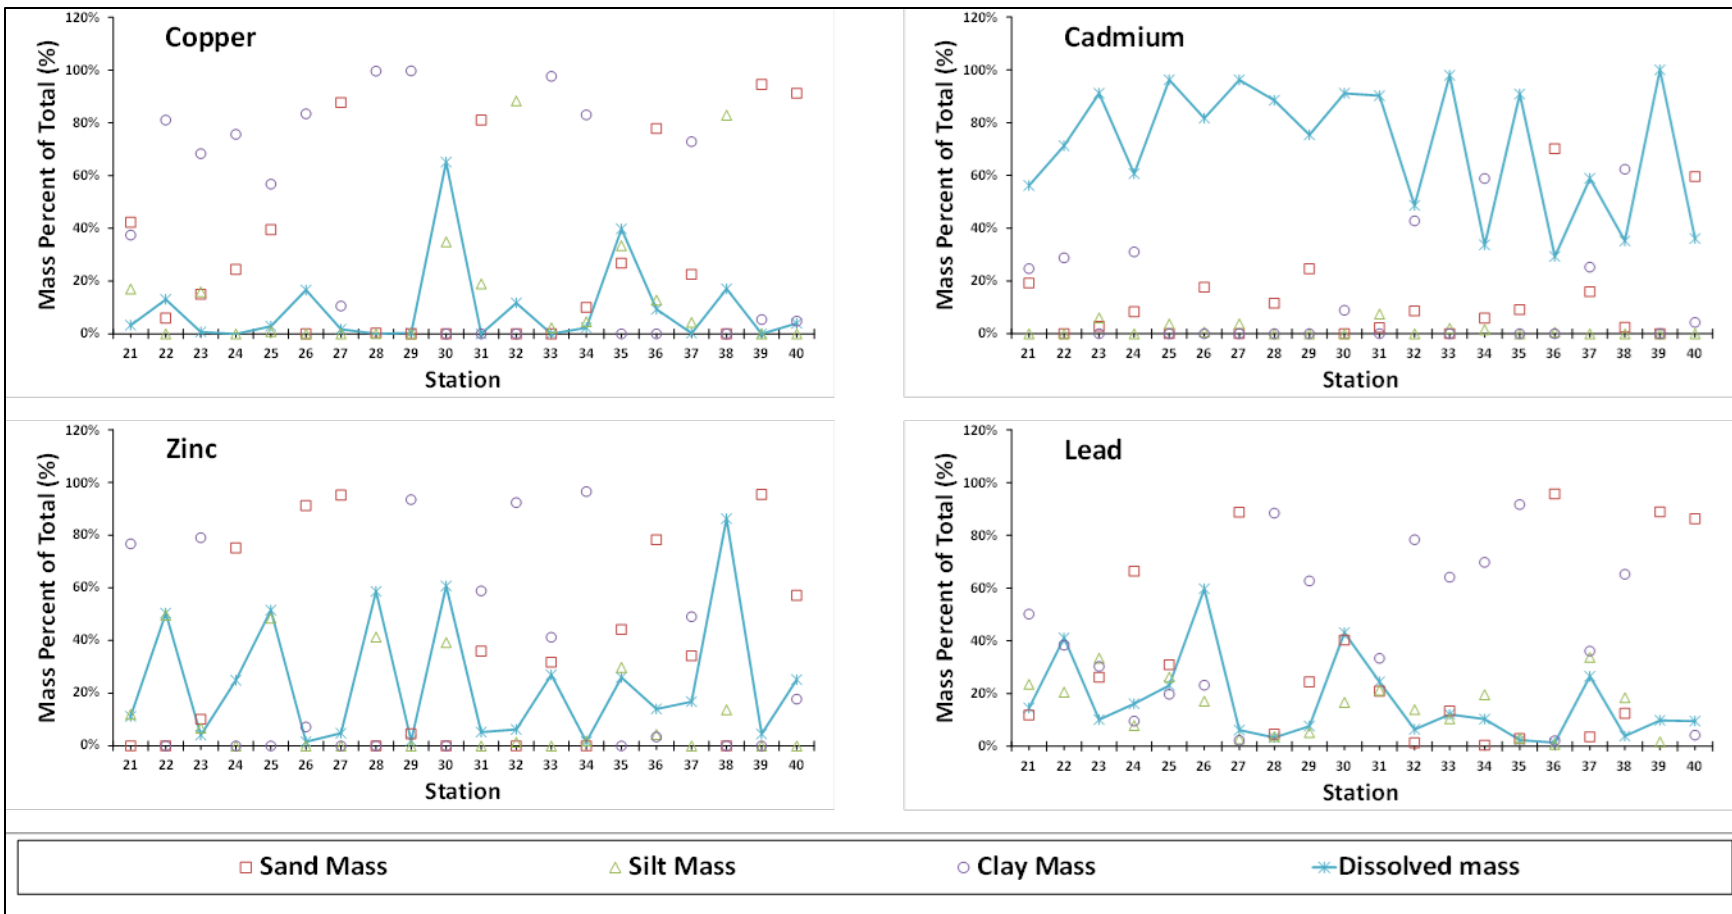 Copper
Mass Percent of Total (%)
120%
100%
80%
60%
40%
20%
0%
21 22 23 24 25 26 27 28 29 30 31 32 33 34 35 36 37 38 39 40
Station
Cadmium
Mass Percent of Total (%)
120%
100%
80%
60%
40%
20%
0%
21 22 23 24 25 26 27 28 29 30 31 32 33 34 35 36 37 38 39 40
Station
Zinc
Mass Percent of Total (%)
120%
100%
80%
60%
40%
20%
0%
21 22 23 24 25 26 27 28 29 30 31 32 33 34 35 36 37 38 39 40
Station
Lead
Mass Percent of Total (%)
120%
100%
80%
60%
40%
20%
0%
21 22 23 24 25 26 27 28 29 30 31 32 33 34 35 36 37 38 39 40
Station
Sand Mass Silt Mass Clay Mass Dissolved mass